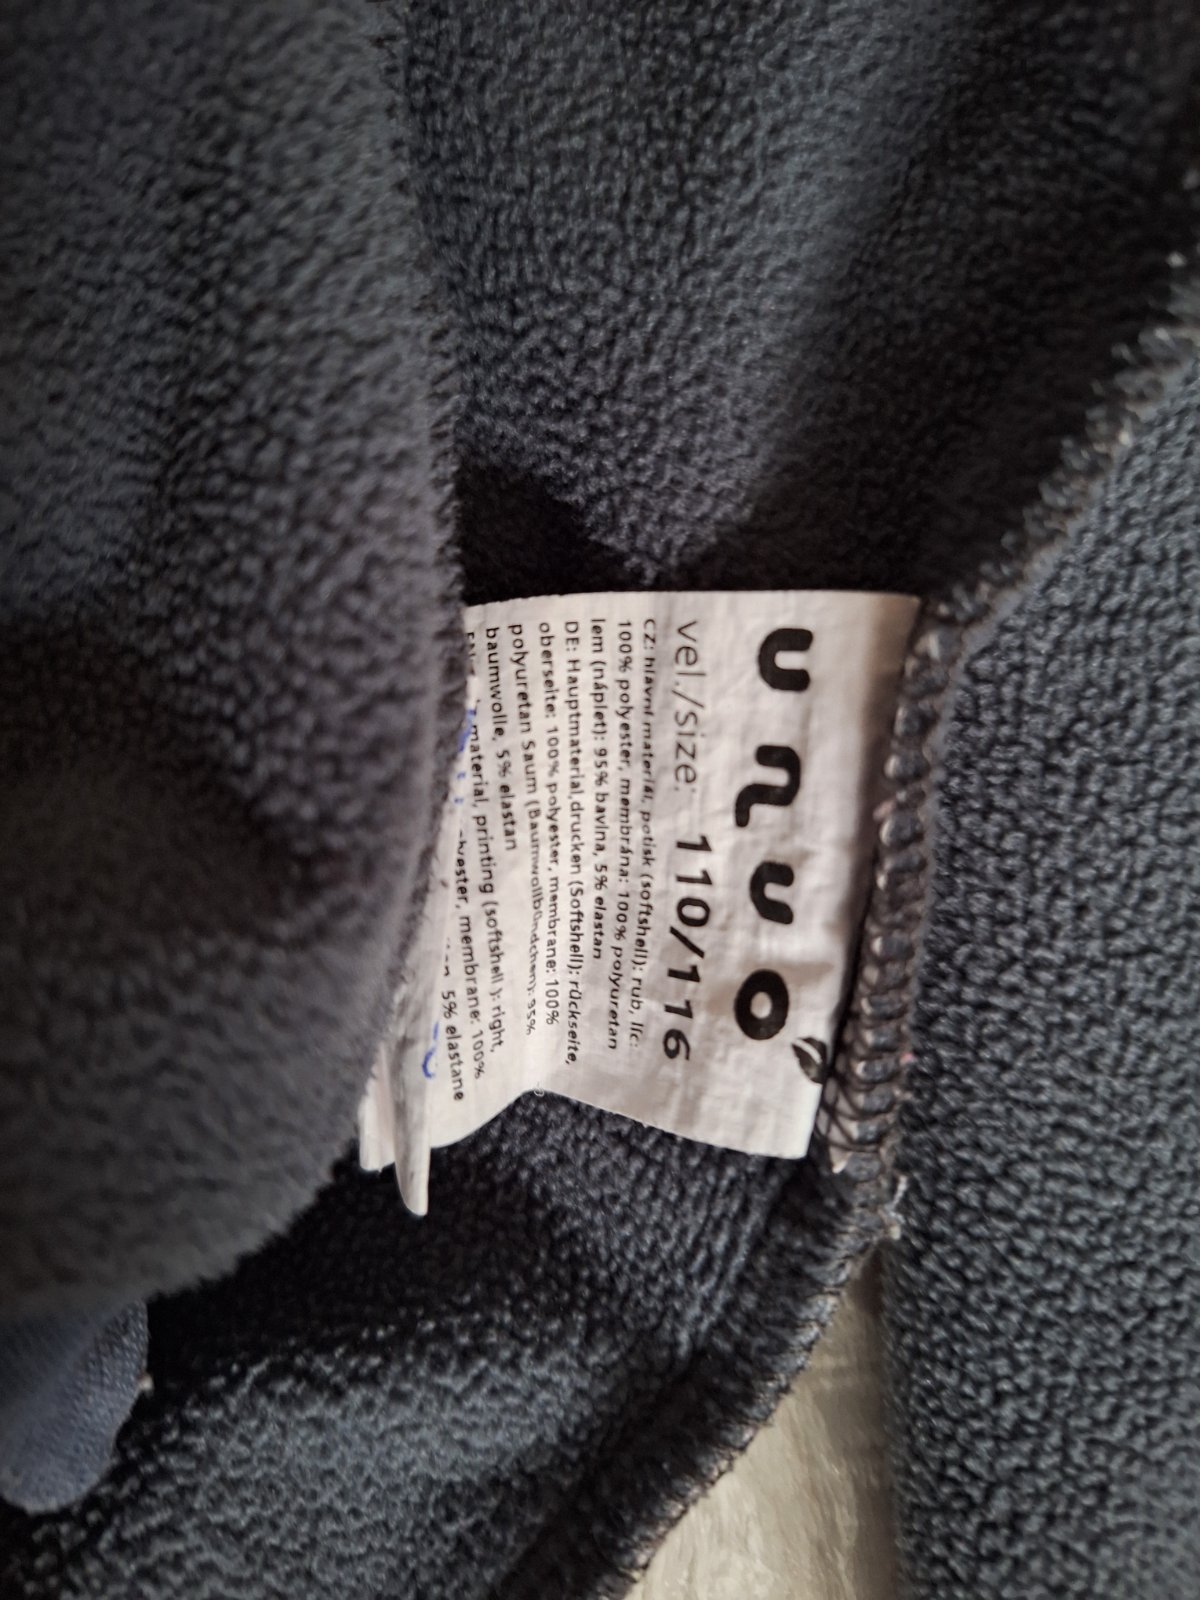 unuo
vel./size: 110/116
CZ: hlavní materiál, potisk (softshell): rub, líc:
100% polyester, membrána: 100% polyuretan
lem (náplet): 95% bavlna, 5% elastan
DE: Hauptmaterial,drucken (Softshell): rückseite,
oberseite: 100% polyester, membrane: 100%
polyuretan Saum (Baumwollbündchen): 95%
baumwolle, 5% elastan
material, printing (softshell ): right,
membrane: 100%
5% elastane